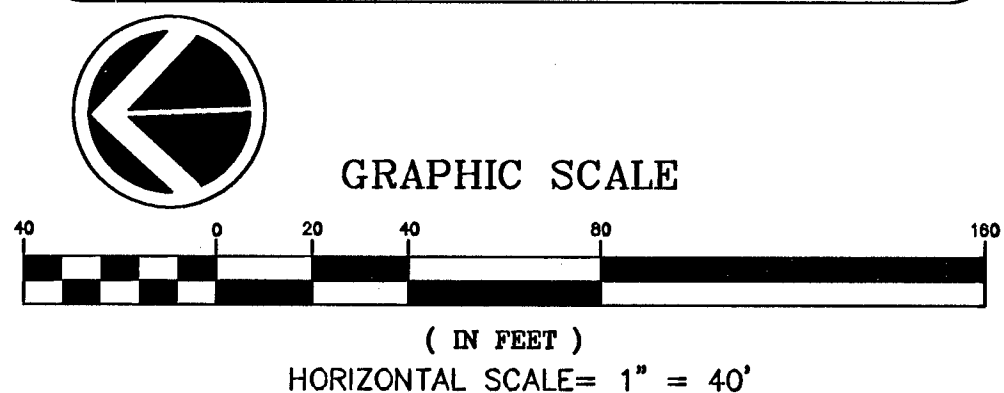 GRAPHIC SCALE
40 0 20 40 80 160
( IN FEET )
HORIZONTAL SCALE= 1" = 40'